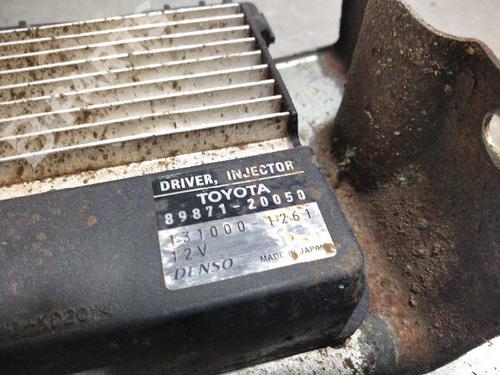 DRIVER, INJECTOR
TOYOTA
89871-20050
131000 1261
12V
DENSO MADE IN JAPAN